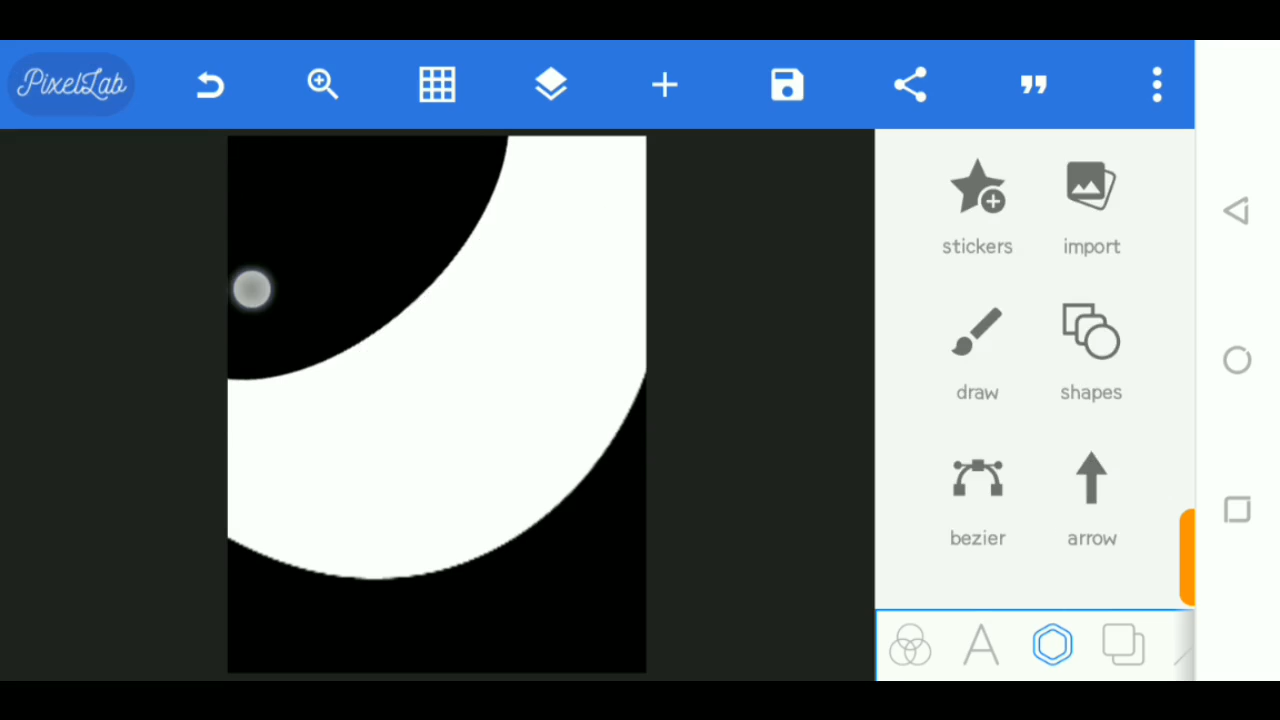 PixelLab
stickers
import
draw
shapes
bezier
arrow